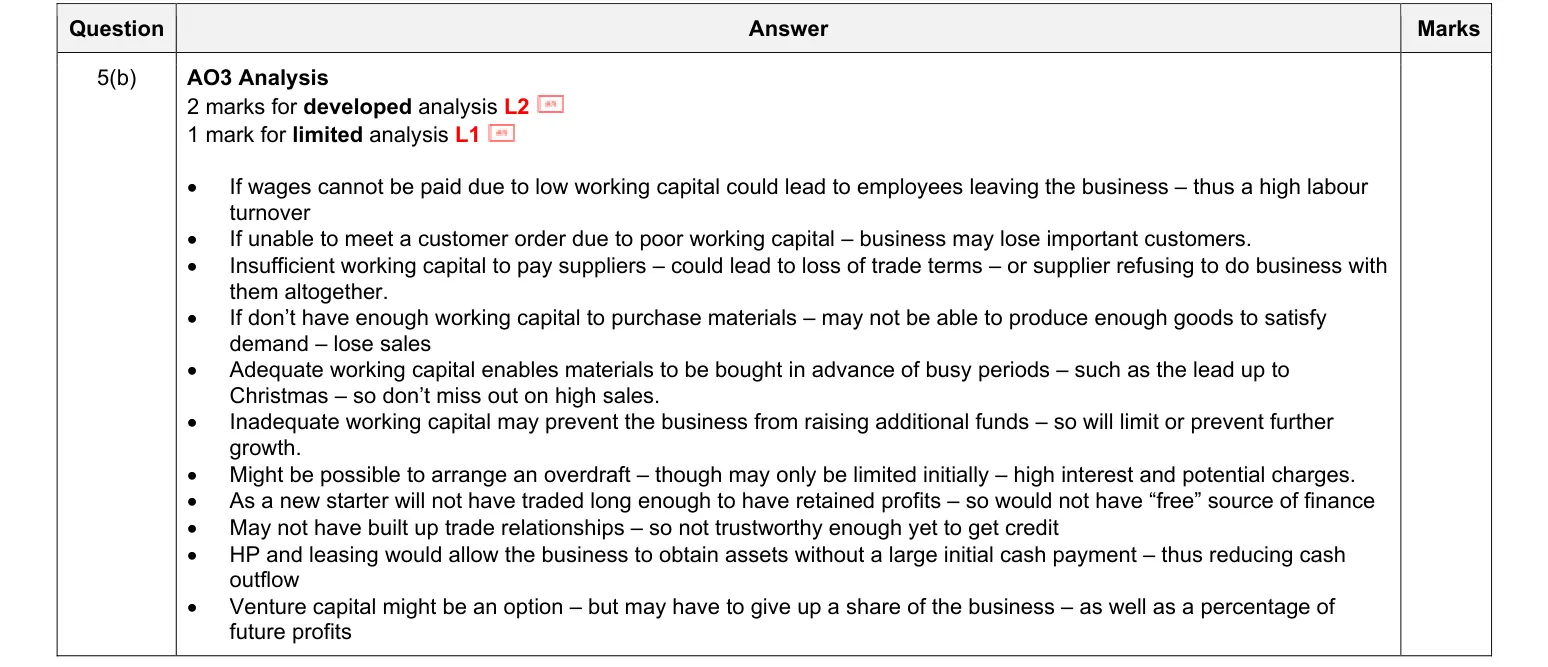 Question Answer Marks
5(b) AO3 Analysis
2 marks for developed analysis L2
1 mark for limited analysis L1
• If wages cannot be paid due to low working capital could lead to employees leaving the business – thus a high labour
turnover
• If unable to meet a customer order due to poor working capital – business may lose important customers.
• Insufficient working capital to pay suppliers – could lead to loss of trade terms – or supplier refusing to do business with
them altogether.
• If don’t have enough working capital to purchase materials – may not be able to produce enough goods to satisfy
demand – lose sales
• Adequate working capital enables materials to be bought in advance of busy periods – such as the lead up to
Christmas – so don’t miss out on high sales.
• Inadequate working capital may prevent the business from raising additional funds – so will limit or prevent further
growth.
• Might be possible to arrange an overdraft – though may only be limited initially – high interest and potential charges.
• As a new starter will not have traded long enough to have retained profits – so would not have “free” source of finance
• May not have built up trade relationships – so not trustworthy enough yet to get credit
• HP and leasing would allow the business to obtain assets without a large initial cash payment – thus reducing cash
outflow
• Venture capital might be an option – but may have to give up a share of the business – as well as a percentage of
future profits